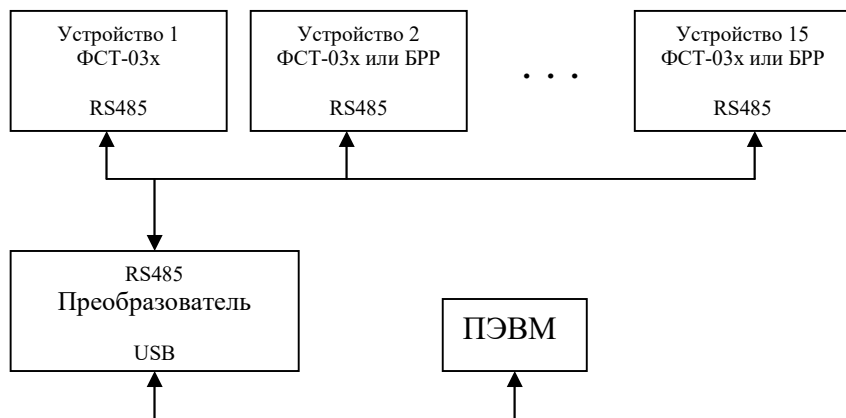 Устройство 1
ФСТ-03х
RS485
Устройство 2
ФСТ-03х или БРР
RS485
. . .
Устройство 15
ФСТ-03х или БРР
RS485
RS485
Преобразователь
USB
ПЭВМ